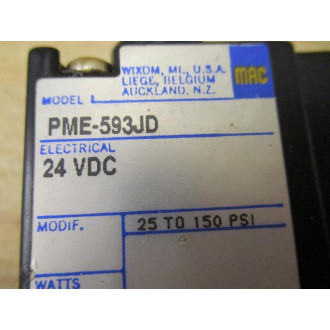 WIXOM, MI., U.S.A.
LIEGE, BELGIUM
AUCKLAND, N.Z.
MAC
MODEL
PME-593JD
ELECTRICAL
24 VDC
MODIF.
25 TO 150 PSI
WATTS